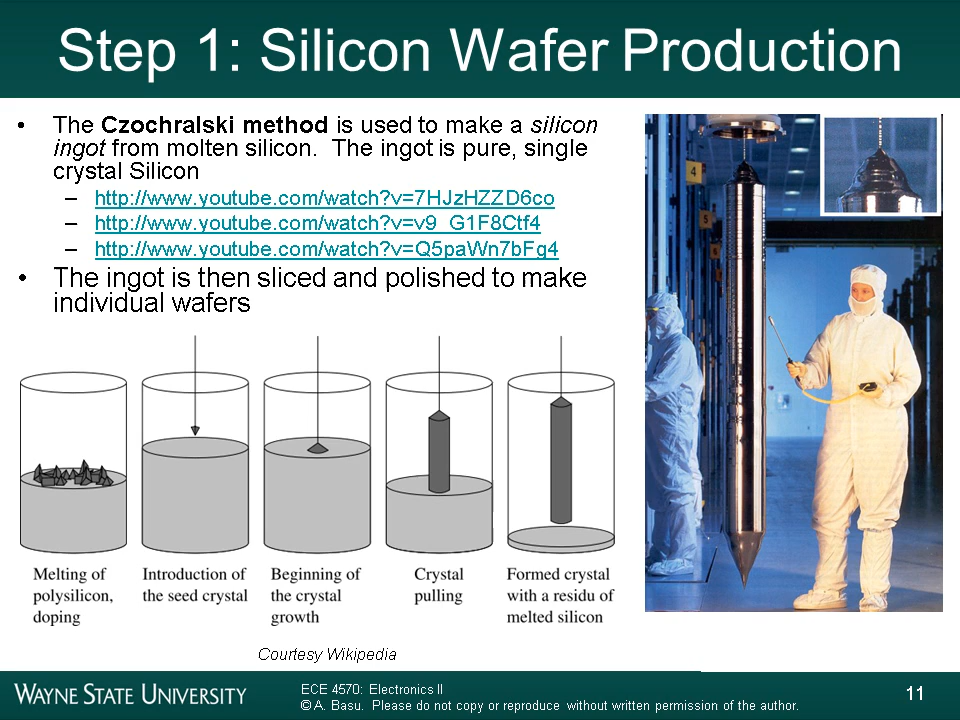 Step 1: Silicon Wafer Production
• The Czochralski method is used to make a silicon
ingot from molten silicon.  The ingot is pure, single
crystal Silicon
– http://www.youtube.com/watch?v=7HJzHZZD6co
– http://www.youtube.com/watch?v=v9_G1F8Ctf4
– http://www.youtube.com/watch?v=Q5paWn7bFg4
• The ingot is then sliced and polished to make
individual wafers
4
5
Melting of
polysilicon,
doping
Introduction of
the seed crystal
Beginning of
the crystal
growth
Crystal
pulling
Formed crystal
with a residu of
melted silicon
Courtesy Wikipedia
WAYNE STATE UNIVERSITY
ECE 4570: Electronics II
© A. Basu.  Please do not copy or reproduce without written permission of the author.
11